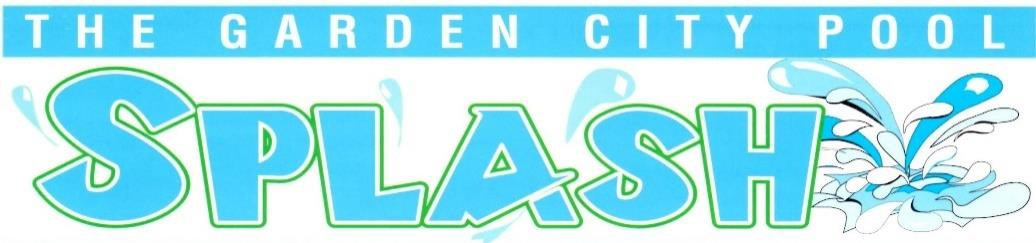 THE GARDEN CITY POOL
SPLASH